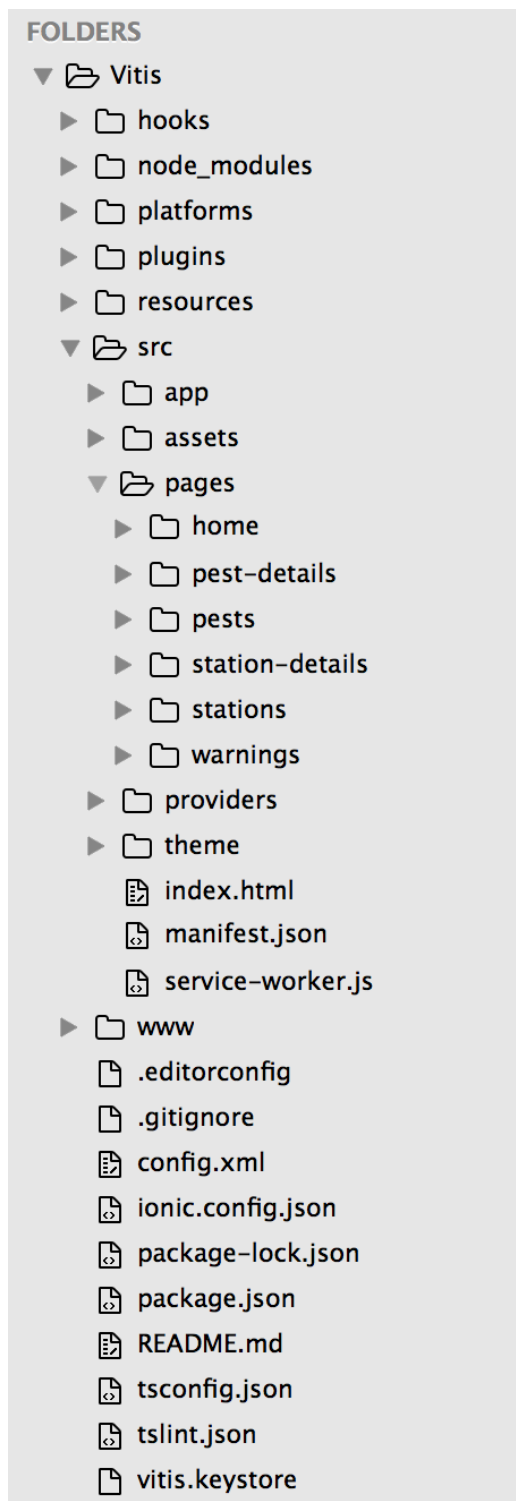 FOLDERS
Vitis
hooks
node_modules
platforms
plugins
resources
src
app
assets
pages
home
pest-details
pests
station-details
stations
warnings
providers
theme
index.html
manifest.json
service-worker.js
www
.editorconfig
.gitignore
config.xml
ionic.config.json
package-lock.json
package.json
README.md
tsconfig.json
tslint.json
vitis.keystore